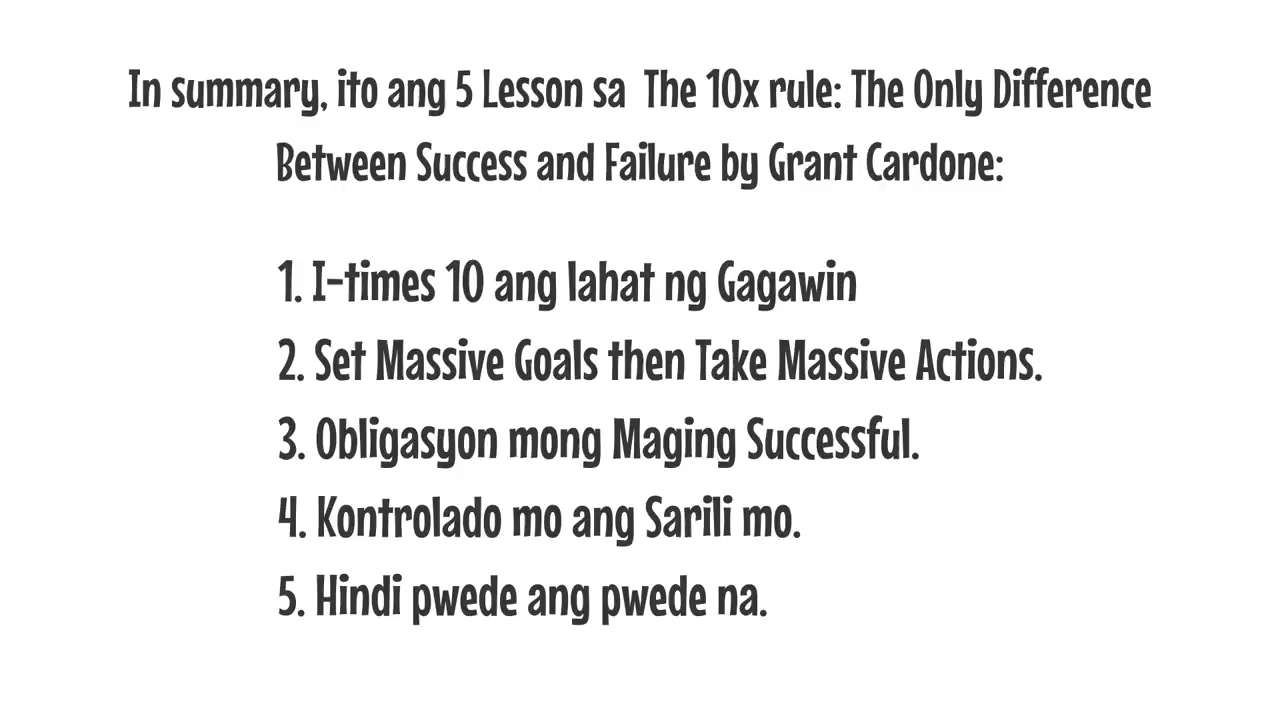 In summary, ito ang 5 Lesson sa The 10x rule: The Only Difference
Between Success and Failure by Grant Cardone:
1. I-times 10 ang lahat ng Gagawin
2. Set Massive Goals then Take Massive Actions.
3. Obligasyon mong Maging Successful.
4. Kontrolado mo ang Sarili mo.
5. Hindi pwede ang pwede na.